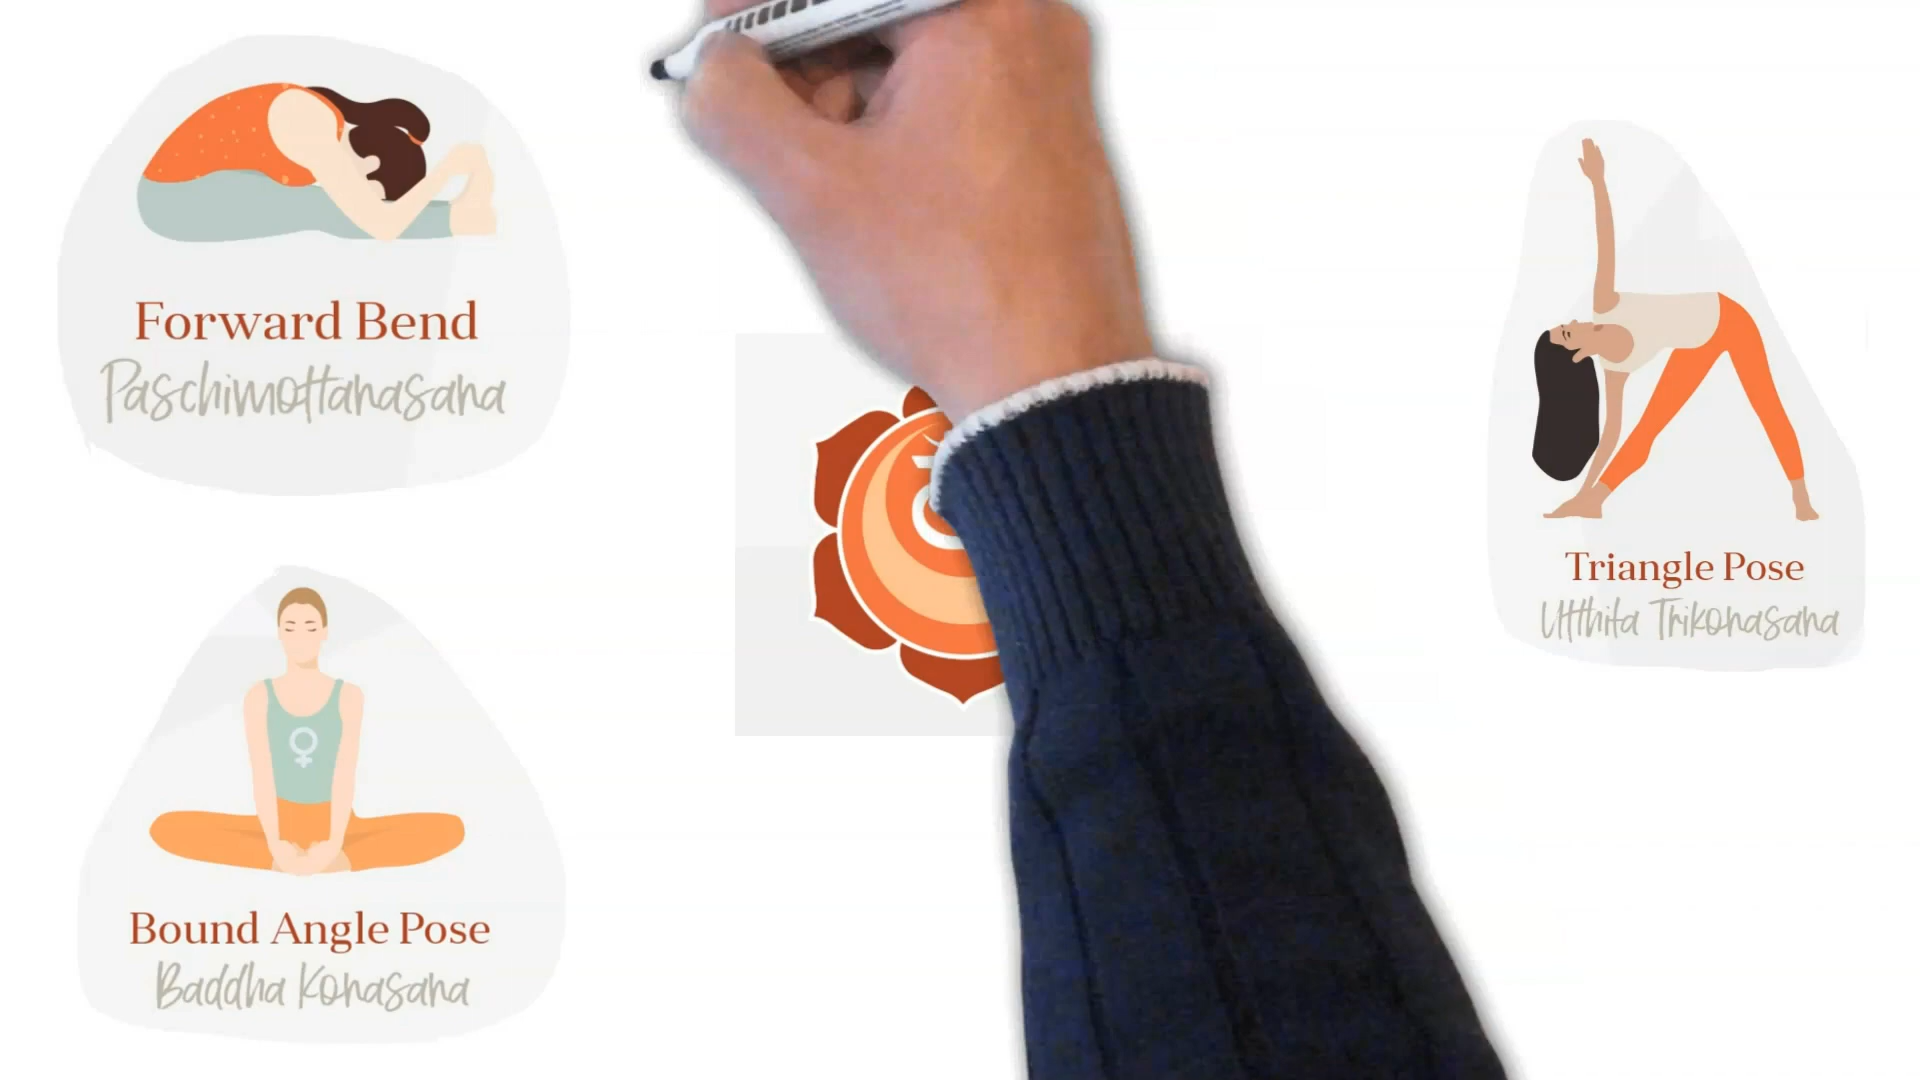 Forward Bend
Paschimottanasana
Bound Angle Pose
Baddha Konasana
Triangle Pose
Utthita Trikonasana